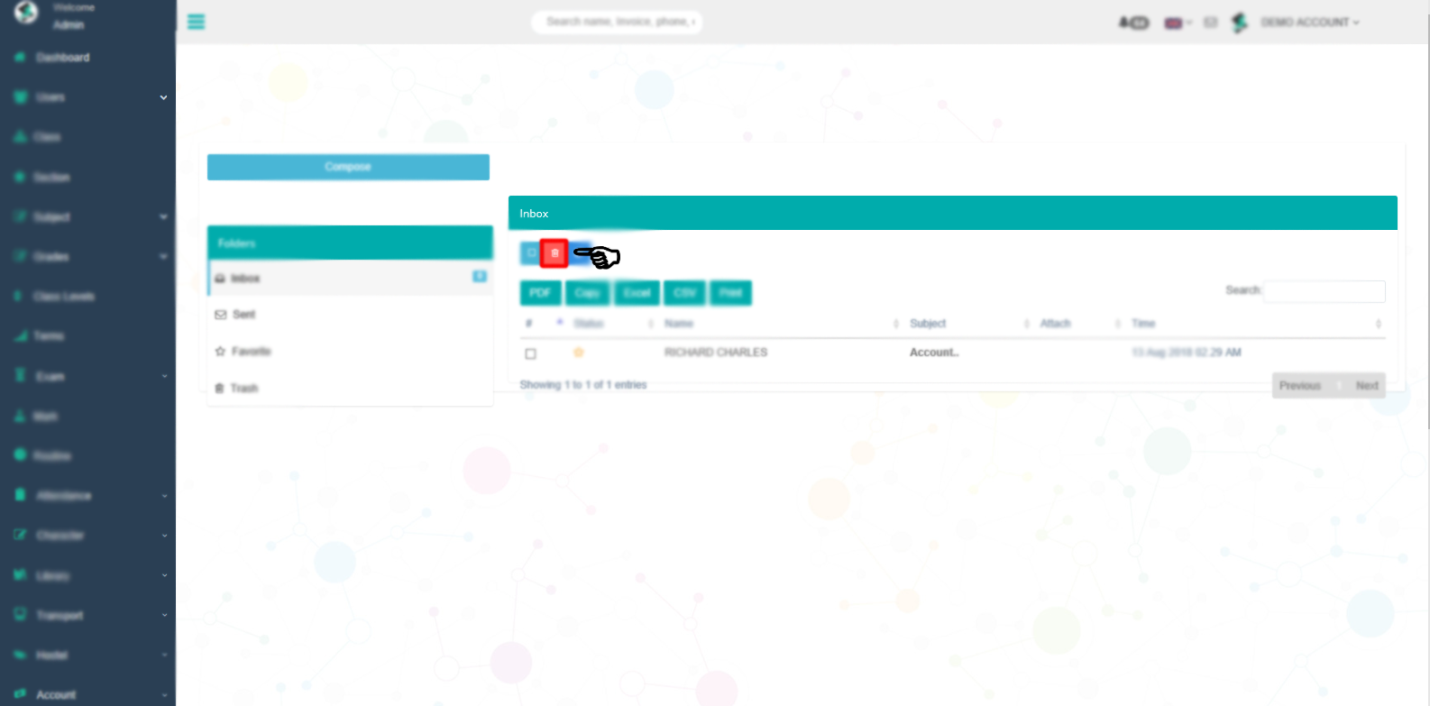 Welcome
Admin
Dashboard
Users
Class
Section
Subject
Grades
Class Levels
Terms
Exam
Mark
Routine
Attendance
Character
Library
Transport
Hostel
Account
Search name, Invoice, phone,
DEMO ACCOUNT
Compose
Folders
Inbox
Sent
Favorite
Trash
Inbox
PDF Copy Excel CSV Print
Search:
# Status Name Subject Attach Time
RICHARD CHARLES Account.. 13 Aug 2018 02.29 AM
Showing 1 to 1 of 1 entries
Previous 1 Next